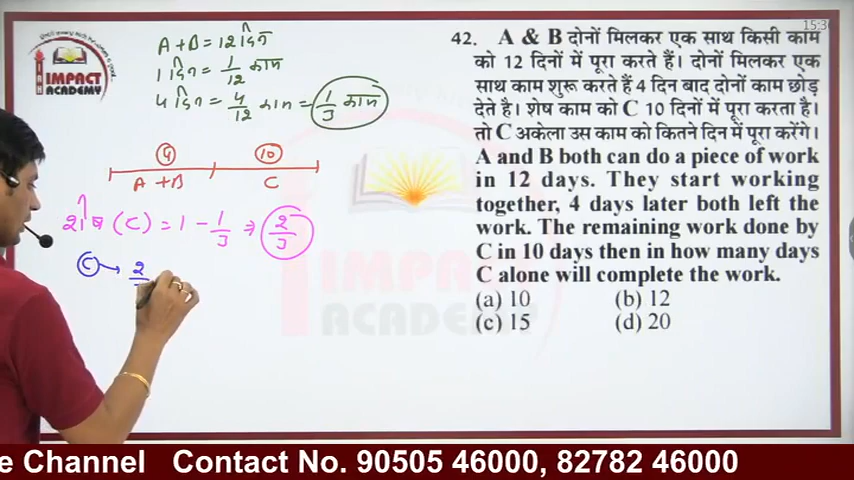 IMPACT
ACADEMY
A + B = 12 दिन
1 दिन = 1/12 काम
4 दिन = 4/12 काम = 1/3 काम
4 10
A + B C
शेष (C) = 1 - 1/3 ⇒ 2/3
C → 2
15:30
42. A & B दोनों मिलकर एक साथ किसी काम
को 12 दिनों में पूरा करते हैं। दोनों मिलकर एक
साथ काम शुरू करते हैं 4 दिन बाद दोनों काम छोड़
देते है। शेष काम को C 10 दिनों में पूरा करता है।
तो C अकेला उस काम को कितने दिन में पूरा करेंगे।
A and B both can do a piece of work
in 12 days. They start working
together, 4 days later both left the
work. The remaining work done by
C in 10 days then in how many days
C alone will complete the work.
(a) 10 (b) 12
(c) 15 (d) 20
IMPACT
ACADEMY
e Channel Contact No. 90505 46000, 82782 46000